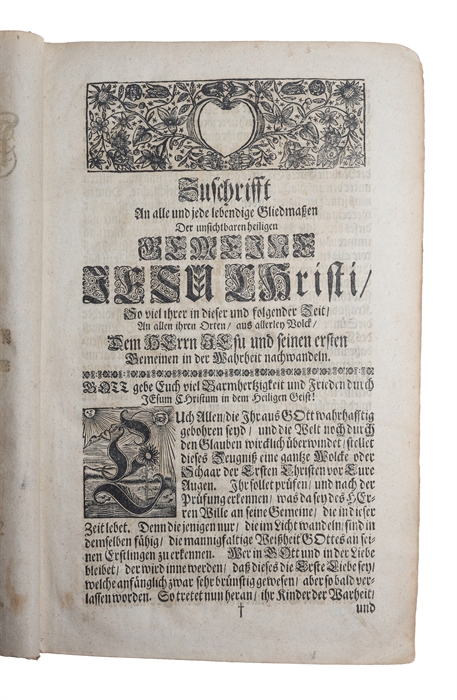 Zuschrifft
An alle und jede lebendige Gliedmaßen
Der unsichtbaren heiligen
GEMEINE
JESU CHristi/
So viel ihrer in dieser und folgender Zeit/
An allen ihren Orten/ aus allerley Volck/
Dem HErrn JEsu und seinen ersten
Gemeinen in der Wahrheit nachwandeln.
GOTT gebe Euch viel Barmhertzigkeit und Frieden durch
JEsum CHristum in dem Heiligen Geist!
EUch Allen/ die Ihr aus GOtt wahrhafftig
gebohren seyd/ und die Welt noch durch
den Glauben wircklich überwindet/ stellet
dieses Zeugniß eine gantze Wolcke oder
Schaar der Ersten Christen vor Eure
Augen. Ihr sollet prüfen/ und nach der
Prüfung erkennen/ was da sey des HEr-
ren Wille an seine Gemeine/ die in dieser
Zeit lebet. Denn die jenigen nur/ die im Licht wandeln/ sind in
demselben fähig/ die mannigfaltige Weißheit GOttes an sei-
nen Erstlingen zu erkennen. Wer in GOtt und in der Liebe
bleibet/ der wird inne werden/ daß dieses die Erste Liebe sey/
welche anfänglich zwar sehr brünstig gewesen/ aber so bald ver-
lassen worden. So tretet nun heran/ ihr Kinder der Warheit/
† und